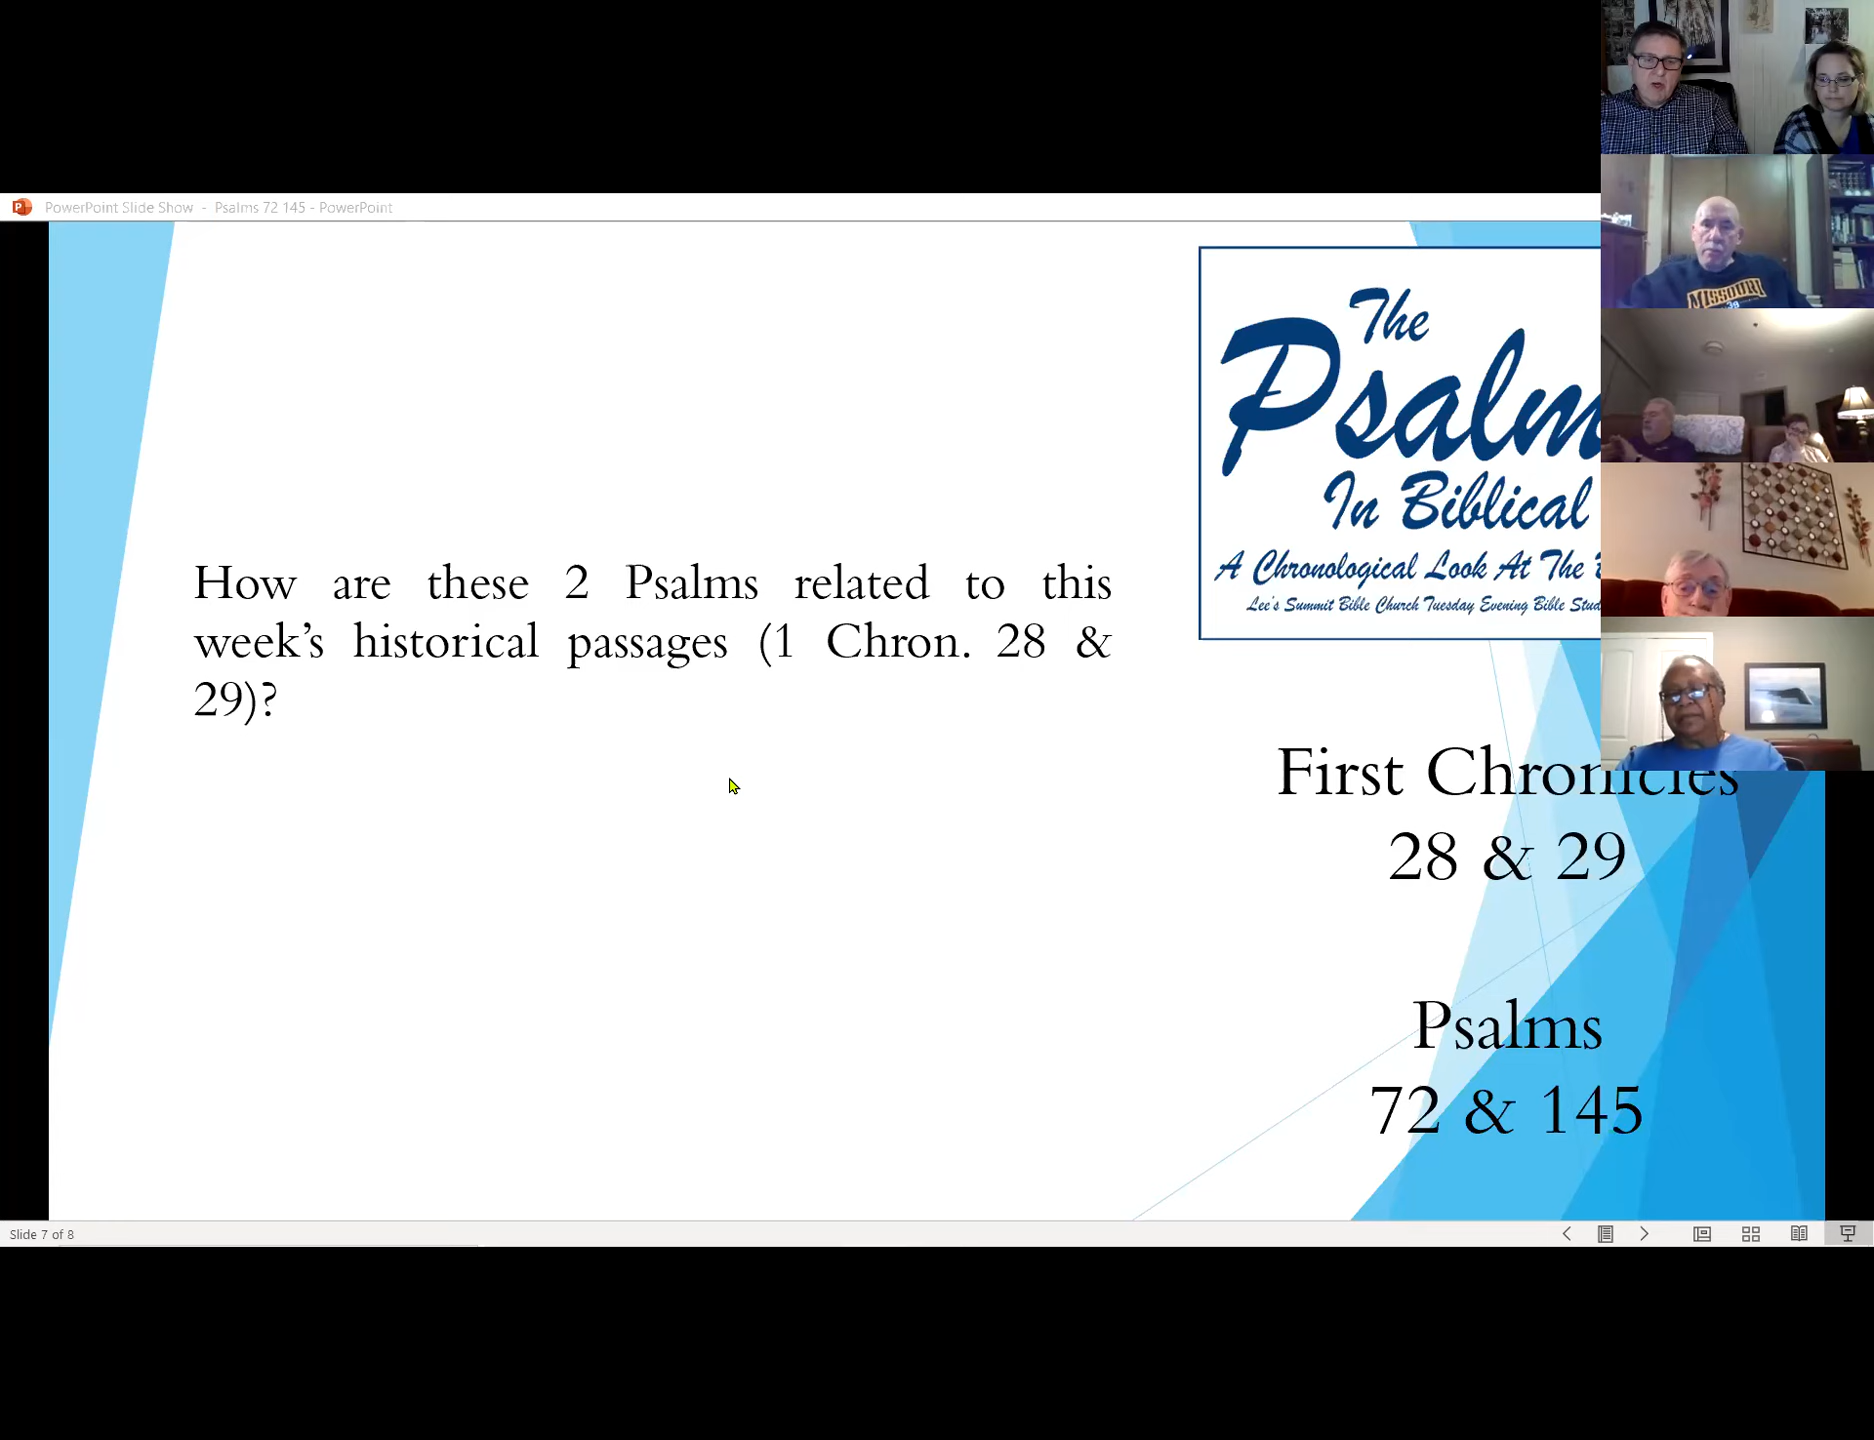 PowerPoint Slide Show - Psalms 72 145 - PowerPoint
The
Psalm
In Biblical
A Chronological Look At The
Lee's Summit Bible Church Tuesday Evening Bible
How are these 2 Psalms related to this
week's historical passages (1 Chron. 28 &
29)?
First Chronicles
28 & 29
Psalms
72 & 145
MISSOURI
Slide 7 of 8